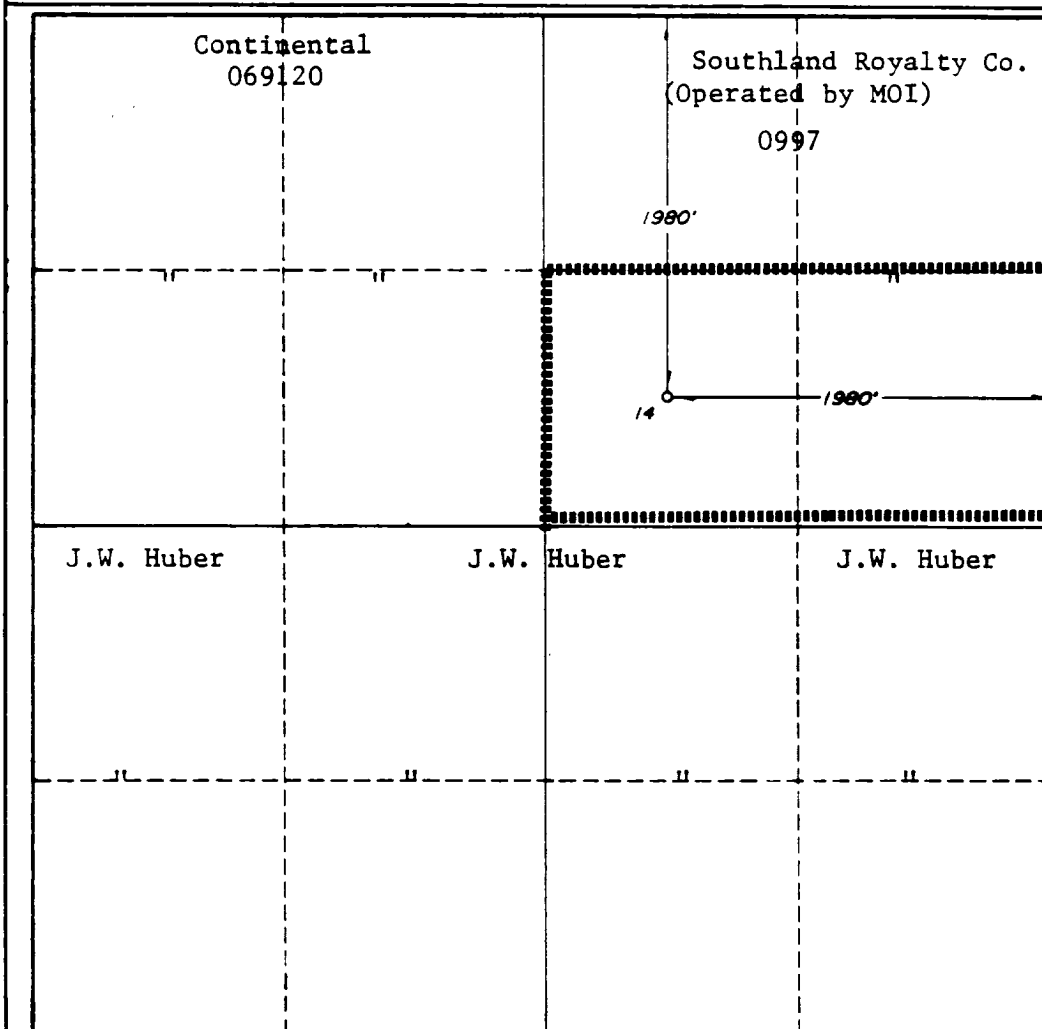 Continental
069120
Southland Royalty Co.
(Operated by MOI)
0997
1980'
14
1980'
J.W. Huber
J.W. Huber
J.W. Huber